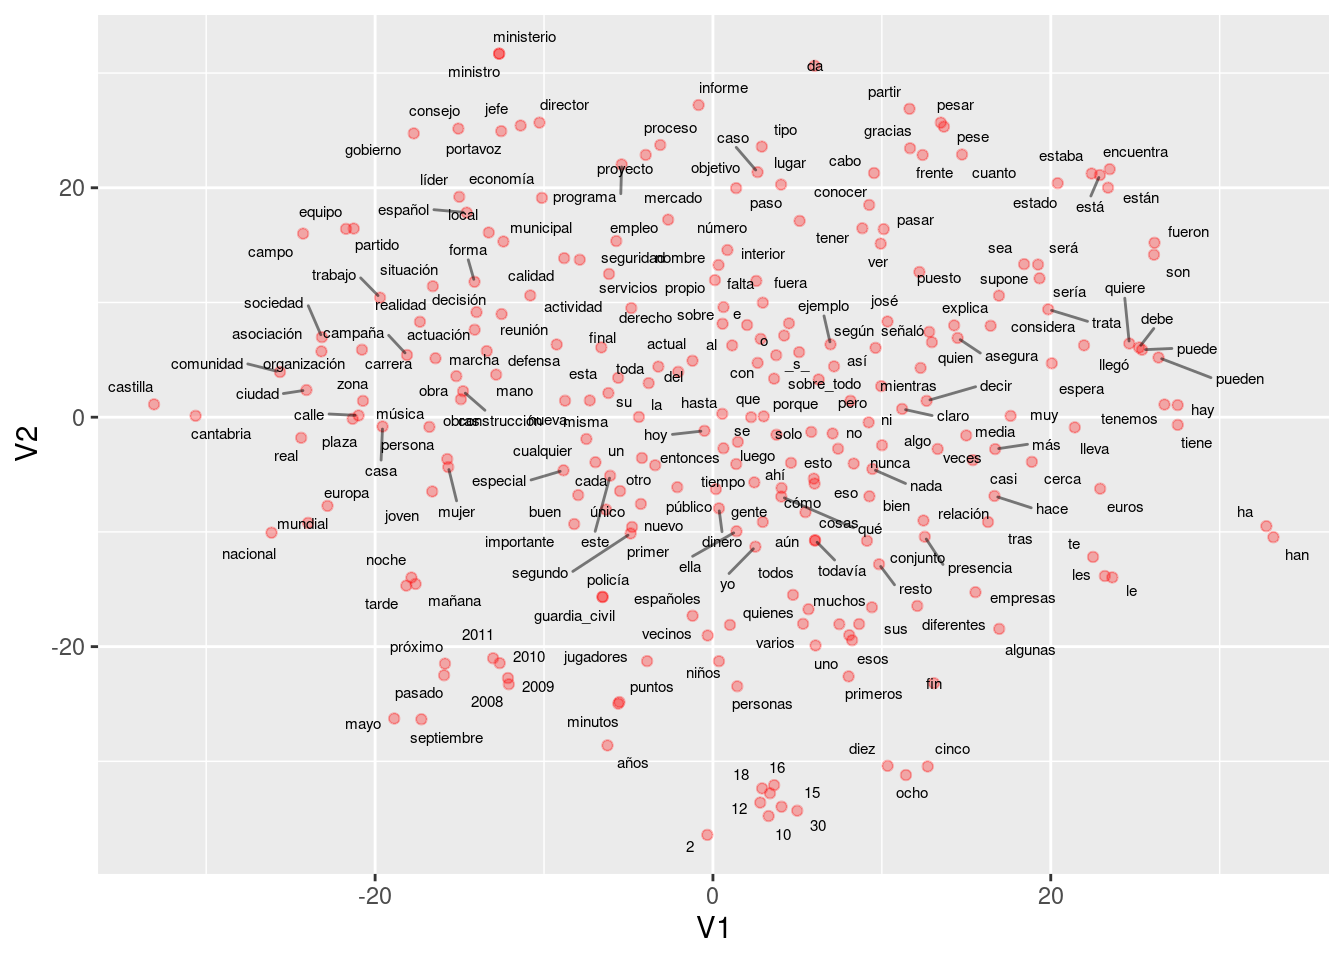 ministerio
ministro
da
informe
partir
pesar
consejo
jefe
director
gobierno
portavoz
proceso
caso
tipo
gracias
pese
proyecto
objetivo
lugar
cabo
frente
cuanto
estaba
encuentra
líder
economía
programa
mercado
paso
conocer
estado
está
están
español
local
equipo
campo
partido
municipal
empleo
número
tener
pasar
fueron
forma
seguridad
nombre
interior
ver
sea
será
son
trabajo
situación
calidad
servicios
propio
falta
fuera
puesto
supone
sería
quiere
sociedad
realidad
decisión
actividad
derecho
sobre
e
ejemplo
josé
explica
considera
trata
debe
asociación
campaña
actuación
reunión
final
actual
al
o
según
señaló
quien
asegura
llegó
puede
comunidad
organización
carrera
marcha
defensa
esta
toda
del
con
_s_
así
sobre_todo
mientras
decir
espera
pueden
castilla
ciudad
zona
obra
mano
su
la
hasta
que
porque
pero
ni
claro
muy
tenemos
hay
cantabria
calle
música
obras
construcción
nueva
misma
hoy
se
solo
no
algo
media
más
lleva
tiene
real
plaza
persona
casa
cualquier
un
entonces
luego
esto
nunca
veces
especial
cada
otro
tiempo
ahí
nada
casi
cerca
europa
mundial
joven
mujer
buen
único
público
gente
cómo
eso
bien
relación
hace
euros
ha
nacional
importante
este
nuevo
primer
dinero
cosas
qué
aún
tras
te
han
noche
segundo
ella
yo
todavía
conjunto
presencia
resto
les
le
tarde
mañana
policía
guardia_civil
españoles
todos
quienes
muchos
empresas
diferentes
sus
algunas
2011
próximo
2010
jugadores
vecinos
varios
esos
uno
pasado
2008
2009
puntos
niños
primeros
fin
mayo
septiembre
minutos
personas
años
diez
cinco
ocho
18
16
15
12
10
30
2
20
0
-20
-20
0
20
V1
V2